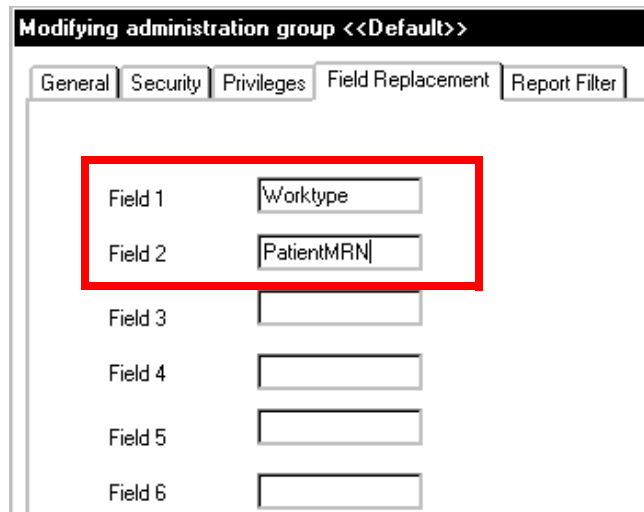 Modifying administration group <<Default>>
General Security Privileges Field Replacement Report Filter
Field 1 Worktype
Field 2 PatientMRN
Field 3
Field 4
Field 5
Field 6